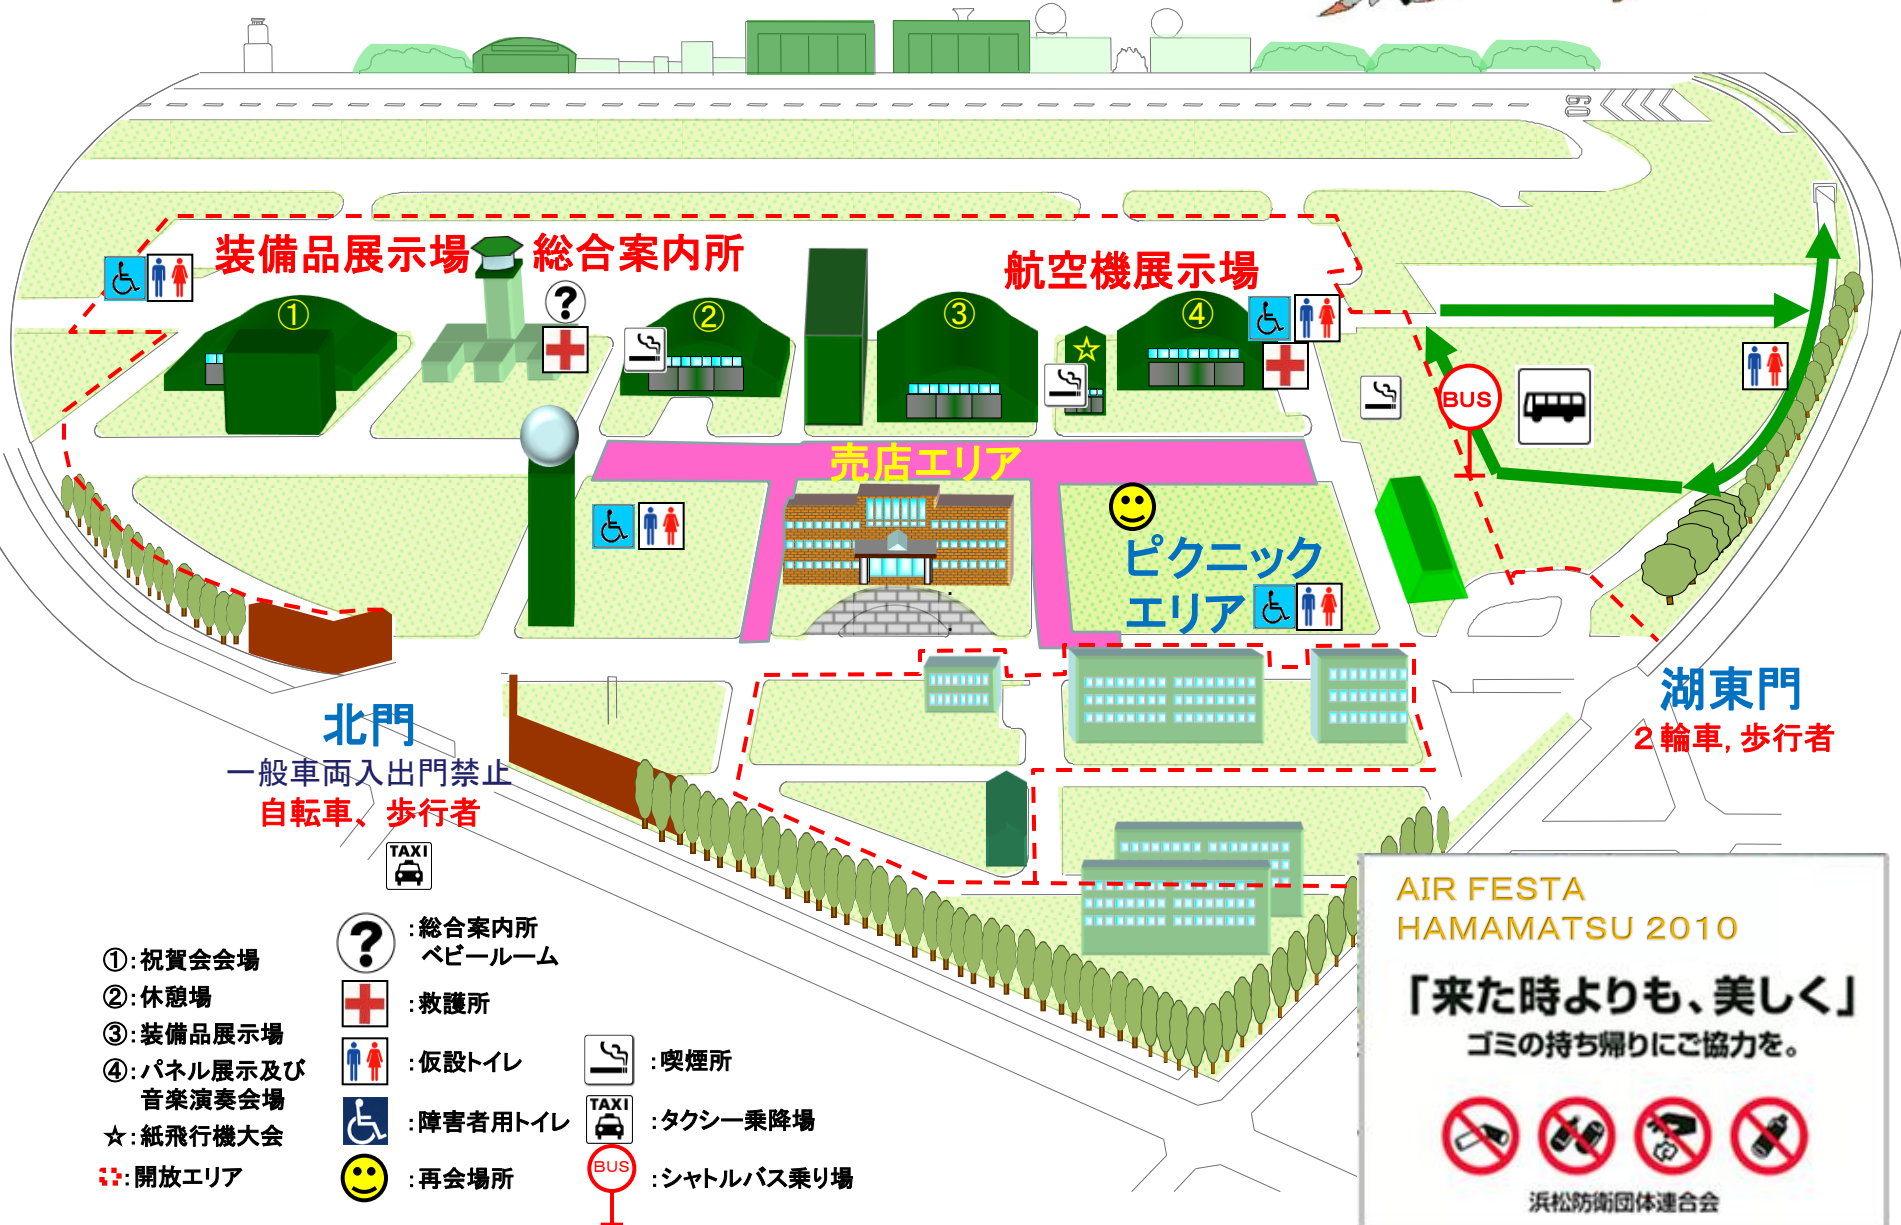 09
装備品展示場
総合案内所
航空機展示場
?
①
②
③
④
☆
BUS
売店エリア
ピクニック
エリア
北門
一般車両入出門禁止
自転車、歩行者
TAXI
湖東門
2輪車,歩行者
①:祝賀会会場
②:休憩場
③:装備品展示場
④:パネル展示及び
音楽演奏会場
☆:紙飛行機大会
:開放エリア
?
:総合案内所
ベビールーム
:救護所
:仮設トイレ
:障害者用トイレ
:再会場所
:喫煙所
TAXI
:タクシー乗降場
BUS
:シャトルバス乗り場
AIR FESTA
HAMAMATSU 2010
「来た時よりも、美しく」
ゴミの持ち帰りにご協力を。
浜松防衛団体連合会